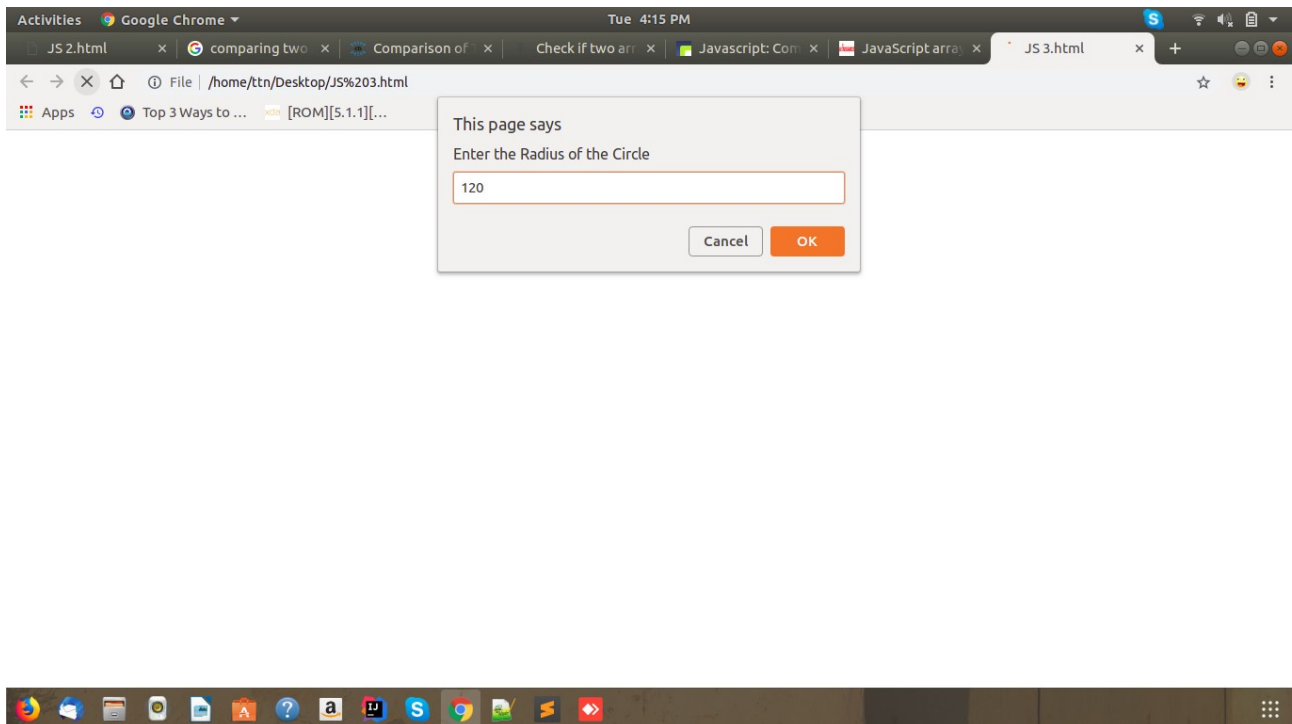 Activities Google Chrome Tue 4:15 PM
JS 2.html comparing two Comparison of Check if two arr Javascript: Com JavaScript array JS 3.html
File /home/ttn/Desktop/JS%203.html
Apps Top 3 Ways to ... [ROM][5.1.1][...
This page says
Enter the Radius of the Circle
120
Cancel OK